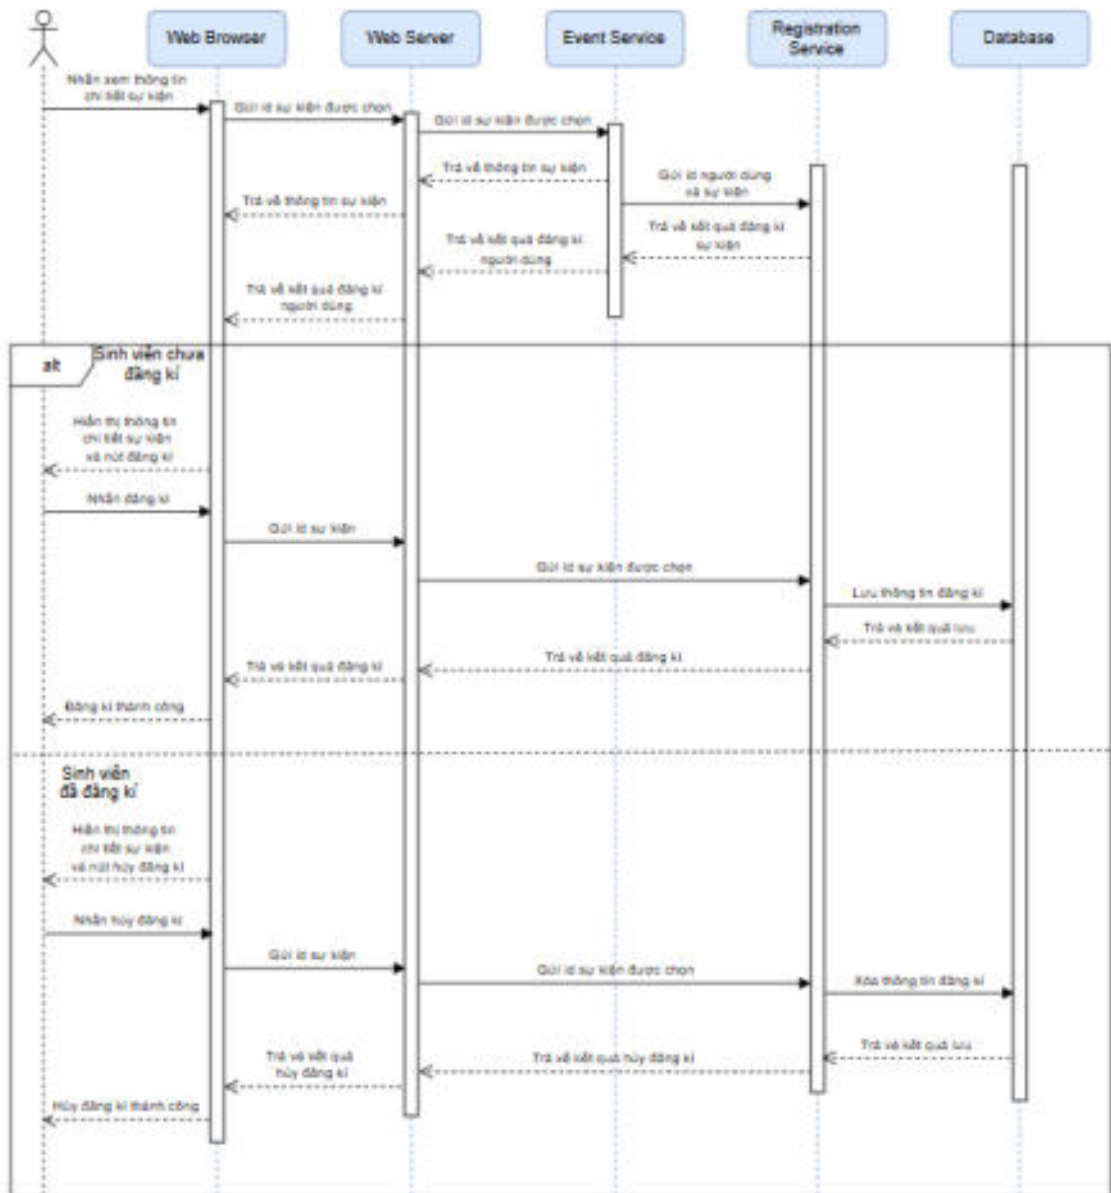 Web Browser
Web Server
Event Service
Registration
Service
Database
Nhấn xem thông tin
chi tiết sự kiện
Gửi id sự kiện được chọn
Gửi id sự kiện được chọn
Trả về thông tin sự kiện
Gửi id người dùng
và sự kiện
Trả về thông tin sự kiện
Trả về kết quả đăng kí
sự kiện
Trả về kết quả đăng kí
người dùng
Trả về kết quả đăng kí
người dùng
alt
Sinh viên chưa
đăng kí
Hiển thị thông tin
chi tiết sự kiện
và nút đăng kí
Nhấn đăng kí
Gửi id sự kiện
Gửi id sự kiện được chọn
Lưu thông tin đăng kí
Trả về kết quả lưu
Trả về kết quả đăng kí
Trả về kết quả đăng kí
Đăng kí thành công
Sinh viên
đã đăng kí
Hiển thị thông tin
chi tiết sự kiện
và nút hủy đăng kí
Nhấn hủy đăng kí
Gửi id sự kiện
Gửi id sự kiện được chọn
Xóa thông tin đăng kí
Trả về kết quả lưu
Trả về kết quả hủy đăng kí
Trả về kết quả
hủy đăng kí
Hủy đăng kí thành công